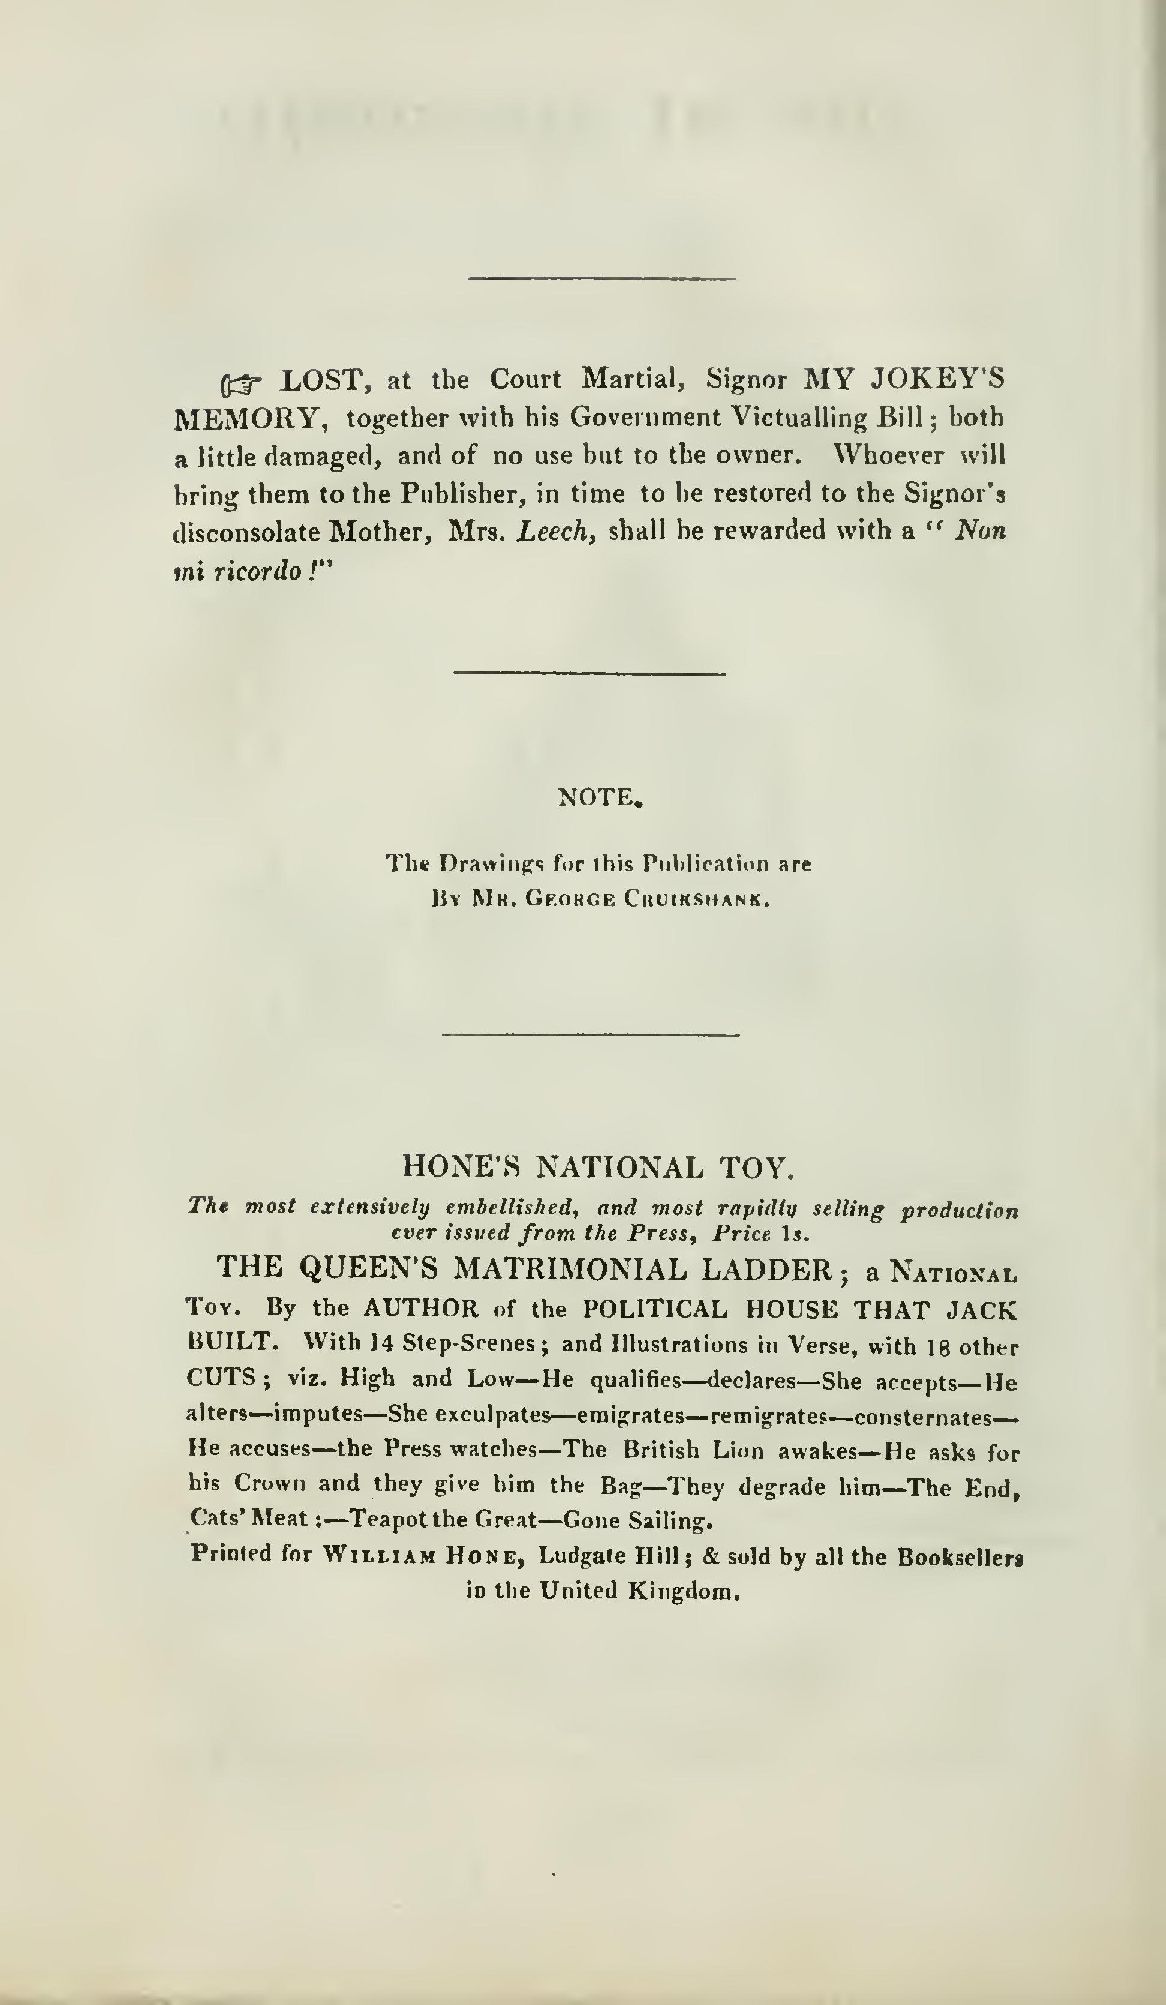 ☞ LOST, at the Court Martial, Signor MY JOKEY'S
MEMORY, together with his Government Victualling Bill; both
a little damaged, and of no use but to the owner. Whoever will
bring them to the Publisher, in time to be restored to the Signor's
disconsolate Mother, Mrs. Leech, shall be rewarded with a "Non
mi ricordo!"
NOTE.
The Drawings for this Publication are
BY MR. GEORGE CRUIKSHANK.
HONE'S NATIONAL TOY.
The most extensively embellished, and most rapidly selling production
ever issued from the Press, Price 1s.
THE QUEEN'S MATRIMONIAL LADDER; a NATIONAL
TOY. By the AUTHOR of the POLITICAL HOUSE THAT JACK
BUILT. With 14 Step-Scenes; and Illustrations in Verse, with 18 other
CUTS; viz. High and Low—He qualifies—declares—She accepts—He
alters—imputes—She exculpates—emigrates—remigrates—consternates—
He accuses—the Press watches—The British Lion awakes—He asks for
his Crown and they give him the Bag—They degrade him—The End,
Cats' Meat:—Teapot the Great—Gone Sailing.
Printed for WILLIAM HONE, Ludgate Hill; & sold by all the Booksellers
in the United Kingdom.